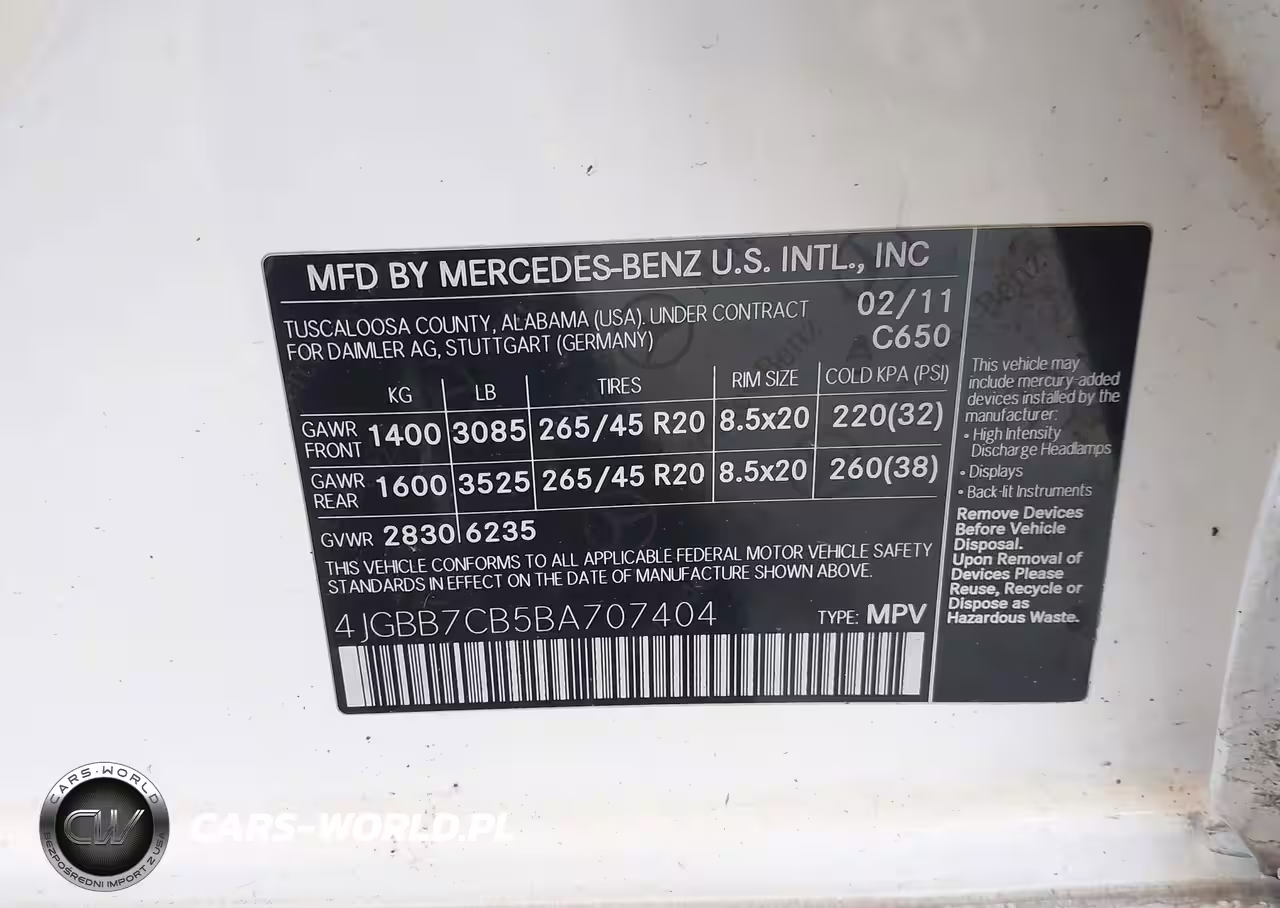 MFD BY MERCEDES-BENZ U.S. INTL., INC
TUSCALOOSA COUNTY, ALABAMA (USA). UNDER CONTRACT
FOR DAIMLER AG, STUTTGART (GERMANY)
02/11
C650
KG LB TIRES RIM SIZE COLD KPA (PSI)
GAWR FRONT 1400 3085 265/45 R20 8.5x20 220(32)
GAWR REAR 1600 3525 265/45 R20 8.5x20 260(38)
GVWR 2830 6235
THIS VEHICLE CONFORMS TO ALL APPLICABLE FEDERAL MOTOR VEHICLE SAFETY
STANDARDS IN EFFECT ON THE DATE OF MANUFACTURE SHOWN ABOVE.
4JGBB7CB5BA707404 TYPE: MPV
This vehicle may
include mercury-added
devices installed by the
manufacturer:
• High Intensity
Discharge Headlamps
• Displays
• Back-lit Instruments
Remove Devices
Before Vehicle
Disposal.
Upon Removal of
Devices Please
Reuse, Recycle or
Dispose as
Hazardous Waste.
CARS-WORLD
CW
BEZPOŚREDNI IMPORT Z USA
CARS-WORLD.PL